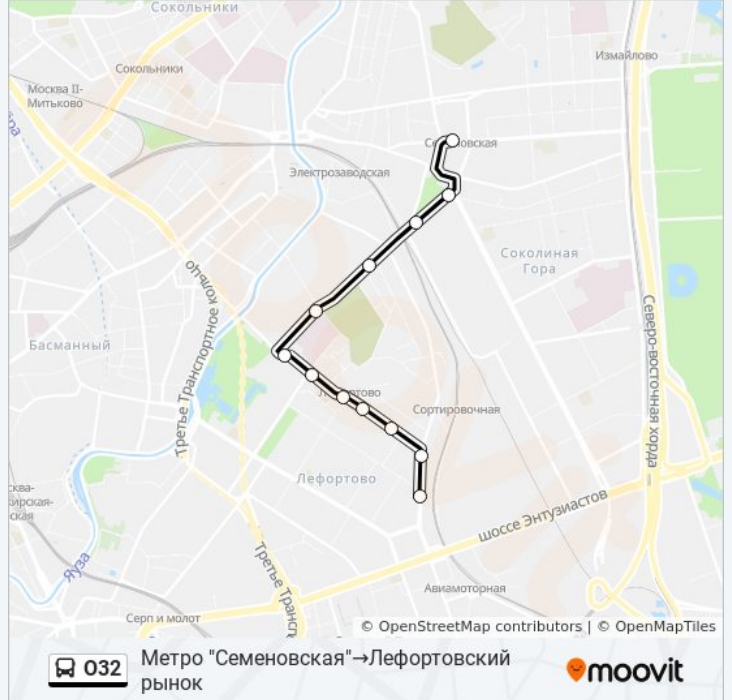 Сокольники
Измайлово
Сокольники
Москва II-
Митьково
Семеновская
Электрозаводская
Соколиная
Гора
Третье Транспортное кольцо
Северо-восточная хорда
Басманный
Лефортово
Сортировочная
Лефортово
шоссе Энтузиастов
Яуза
Авиамоторная
Серп и молот
© OpenStreetMap contributors | © OpenMapTiles
032 Метро "Семеновская"→Лефортовский
рынок
moovit